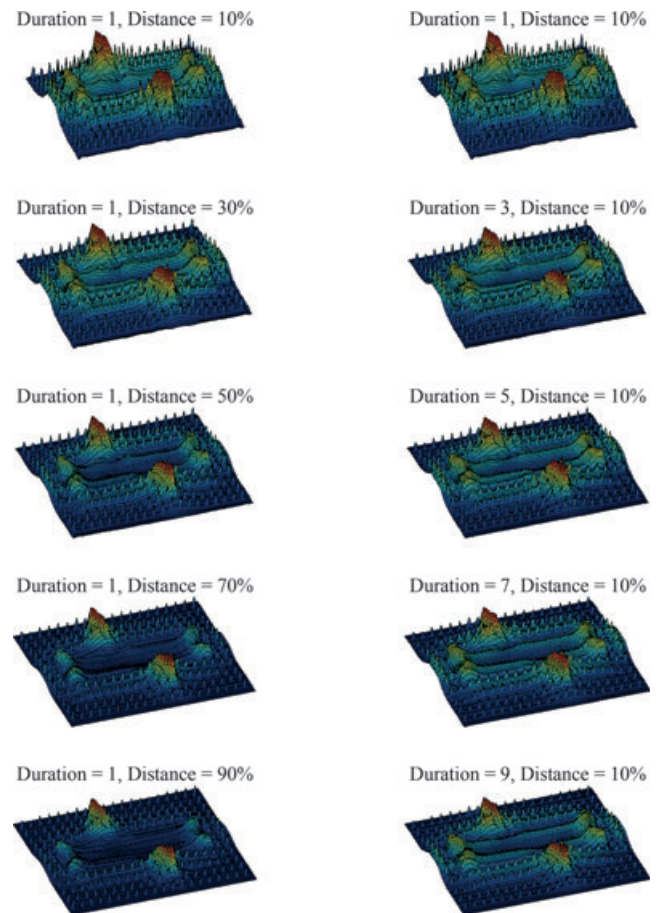 Duration = 1, Distance = 10%
Duration = 1, Distance = 10%
Duration = 1, Distance = 30%
Duration = 3, Distance = 10%
Duration = 1, Distance = 50%
Duration = 5, Distance = 10%
Duration = 1, Distance = 70%
Duration = 7, Distance = 10%
Duration = 1, Distance = 90%
Duration = 9, Distance = 10%